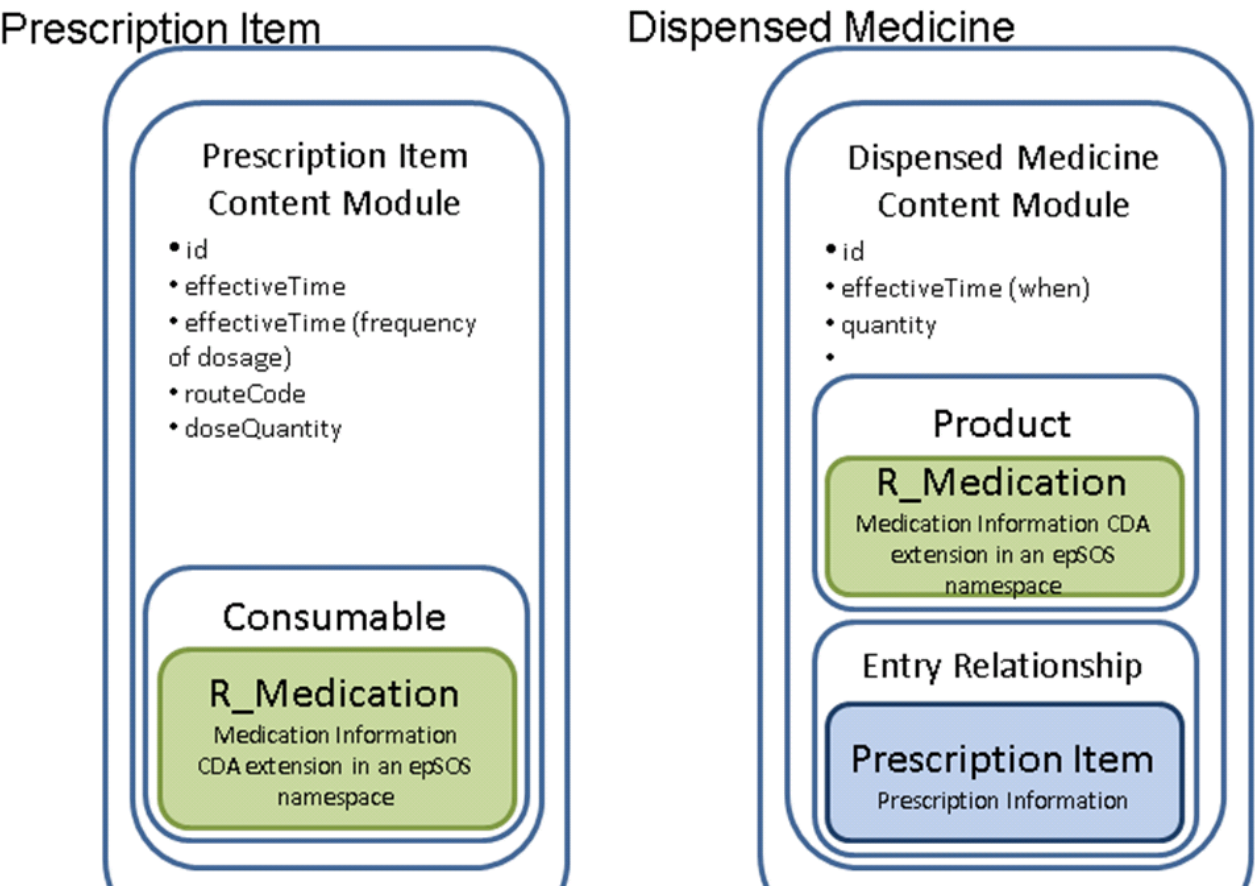 Prescription Item
Prescription Item
Content Module
• id
• effectiveTime
• effectiveTime (frequency
of dosage)
• routeCode
• doseQuantity
Consumable
R_Medication
Medication Information
CDA extension in an epSOS
namespace
Dispensed Medicine
Dispensed Medicine
Content Module
• id
• effectiveTime (when)
• quantity
•
Product
R_Medication
Medication Information CDA
extension in an epSOS
namespace
Entry Relationship
Prescription Item
Prescription Information